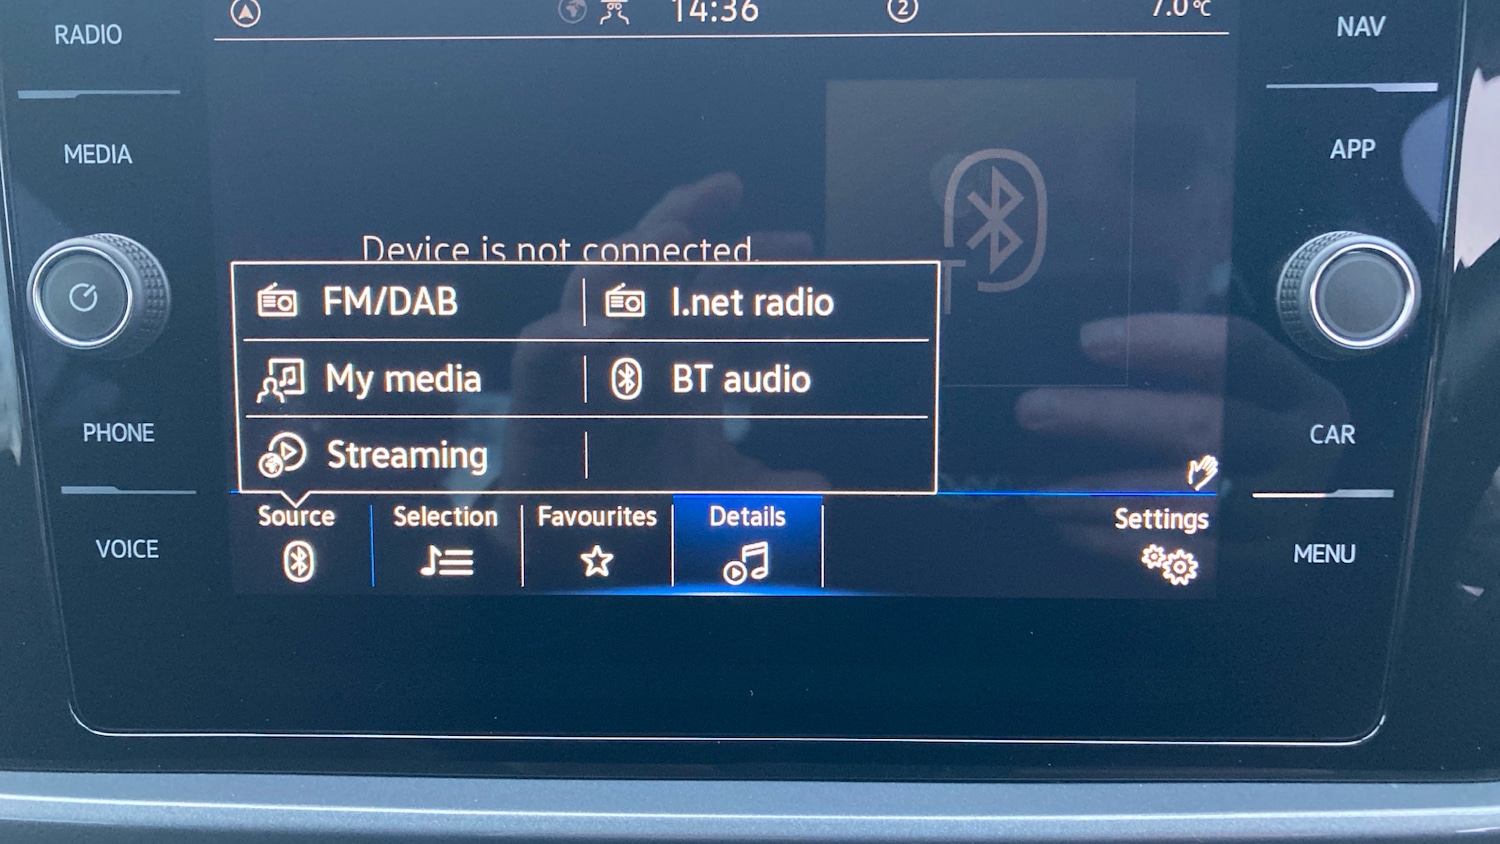 14:36
2
7.0 °C
RADIO
NAV
MEDIA
APP
Device is not connected.
FM/DAB
I.net radio
My media
BT audio
Streaming
PHONE
CAR
Source
Selection
Favourites
Details
Settings
VOICE
MENU